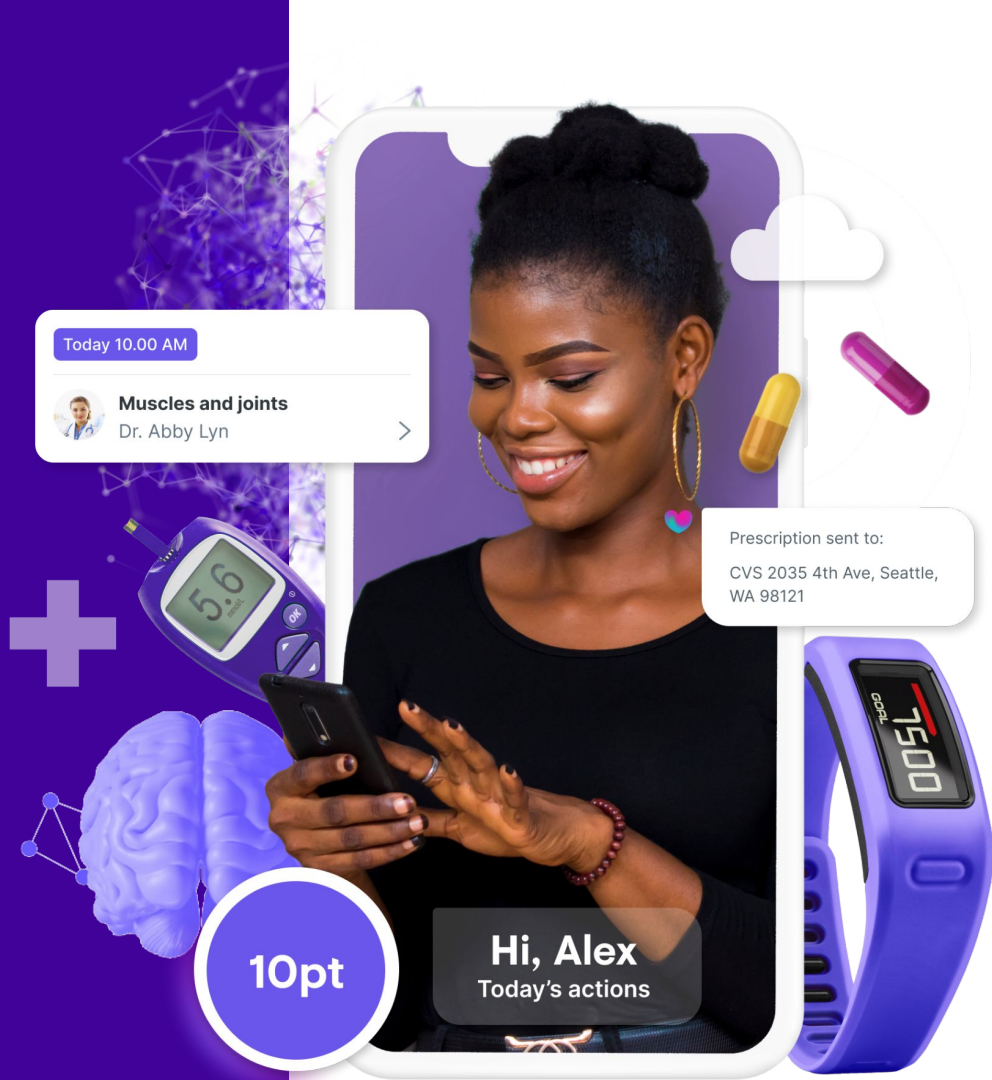 Today 10.00 AM
Muscles and joints
Dr. Abby Lyn
Prescription sent to:
CVS 2035 4th Ave, Seattle,
WA 98121
5.6
mmol/L
OK
GOAL
7500
10pt
Hi, Alex
Today’s actions